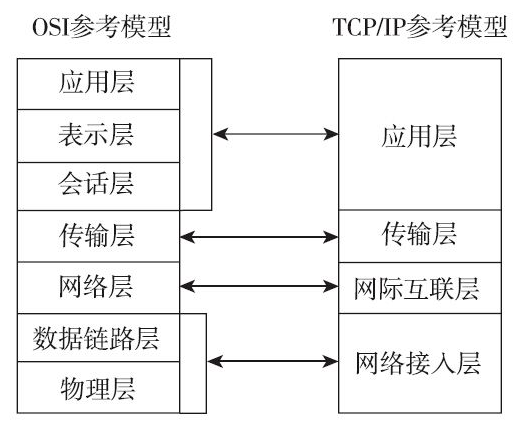 OSI参考模型
TCP/IP参考模型
应用层
表示层
会话层
传输层
网络层
数据链路层
物理层
应用层
传输层
网际互联层
网络接入层